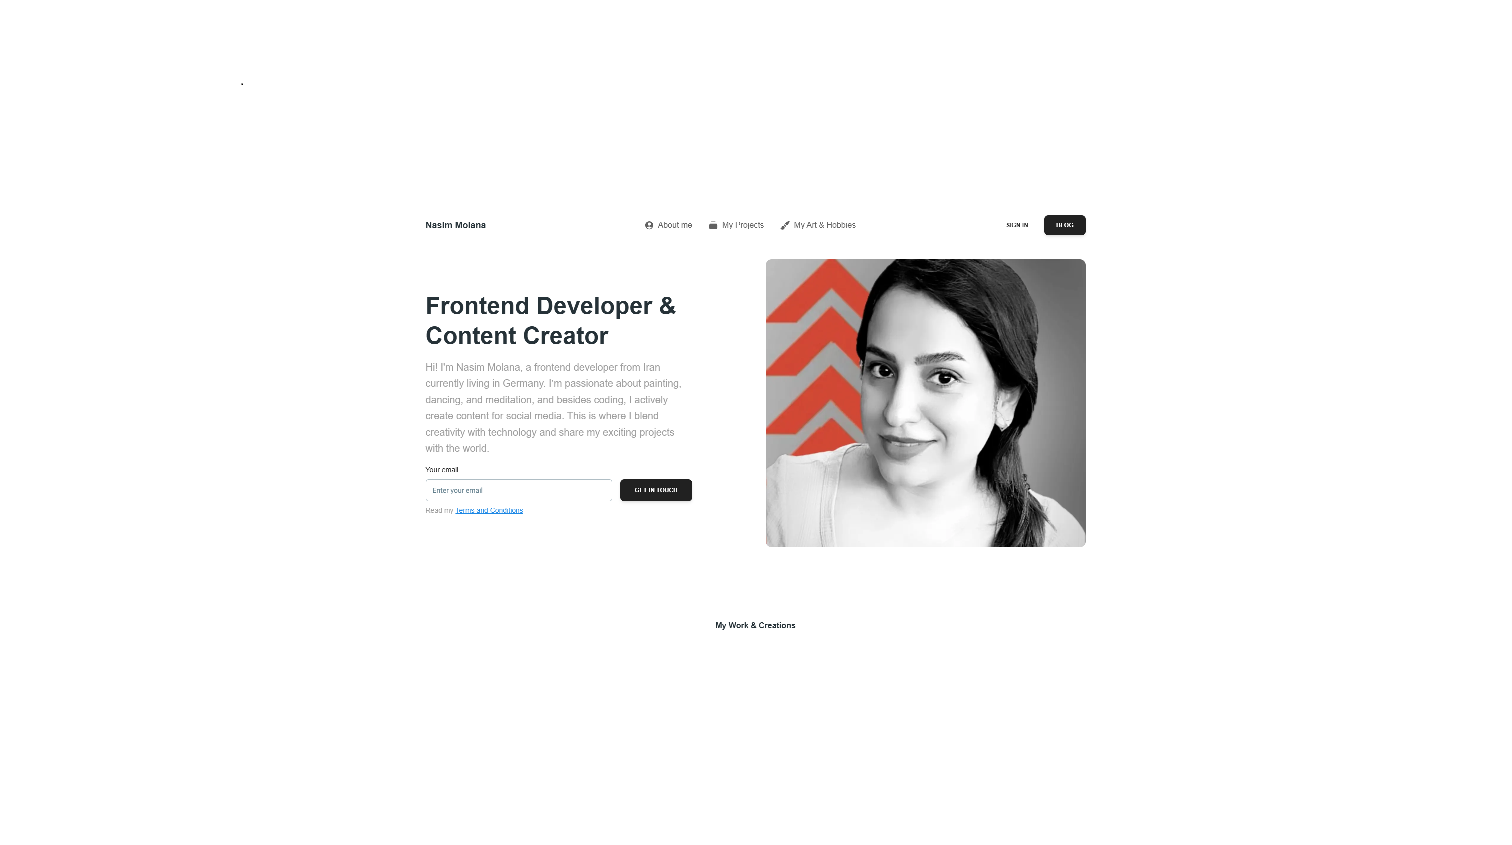 Nasim Molana
About me
My Projects
My Art & Hobbies
SIGN IN
BLOG
Frontend Developer &
Content Creator
Hi! I'm Nasim Molana, a frontend developer from Iran
currently living in Germany. I'm passionate about painting,
dancing, and meditation, and besides coding, I actively
create content for social media. This is where I blend
creativity with technology and share my exciting projects
with the world.
Your email
Enter your email
GET IN TOUCH
Read my Terms and Conditions
My Work & Creations